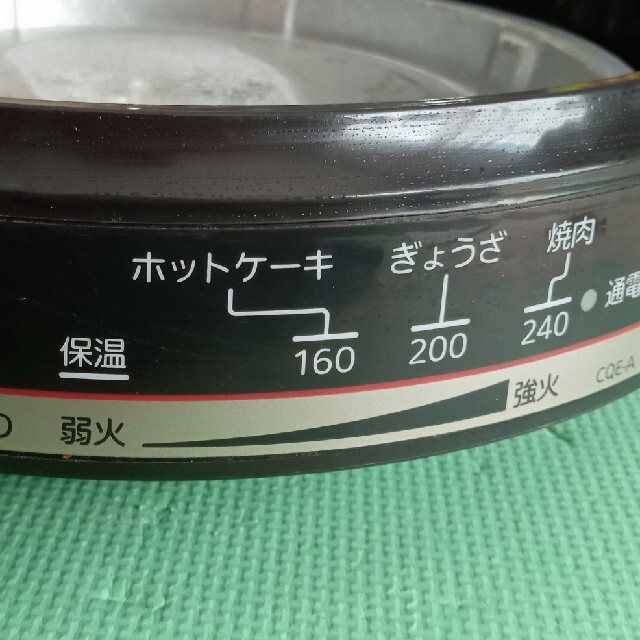 ホットケーキ ぎょうざ 焼肉
保温 160 200 240 通電
弱火 強火 CQE-A